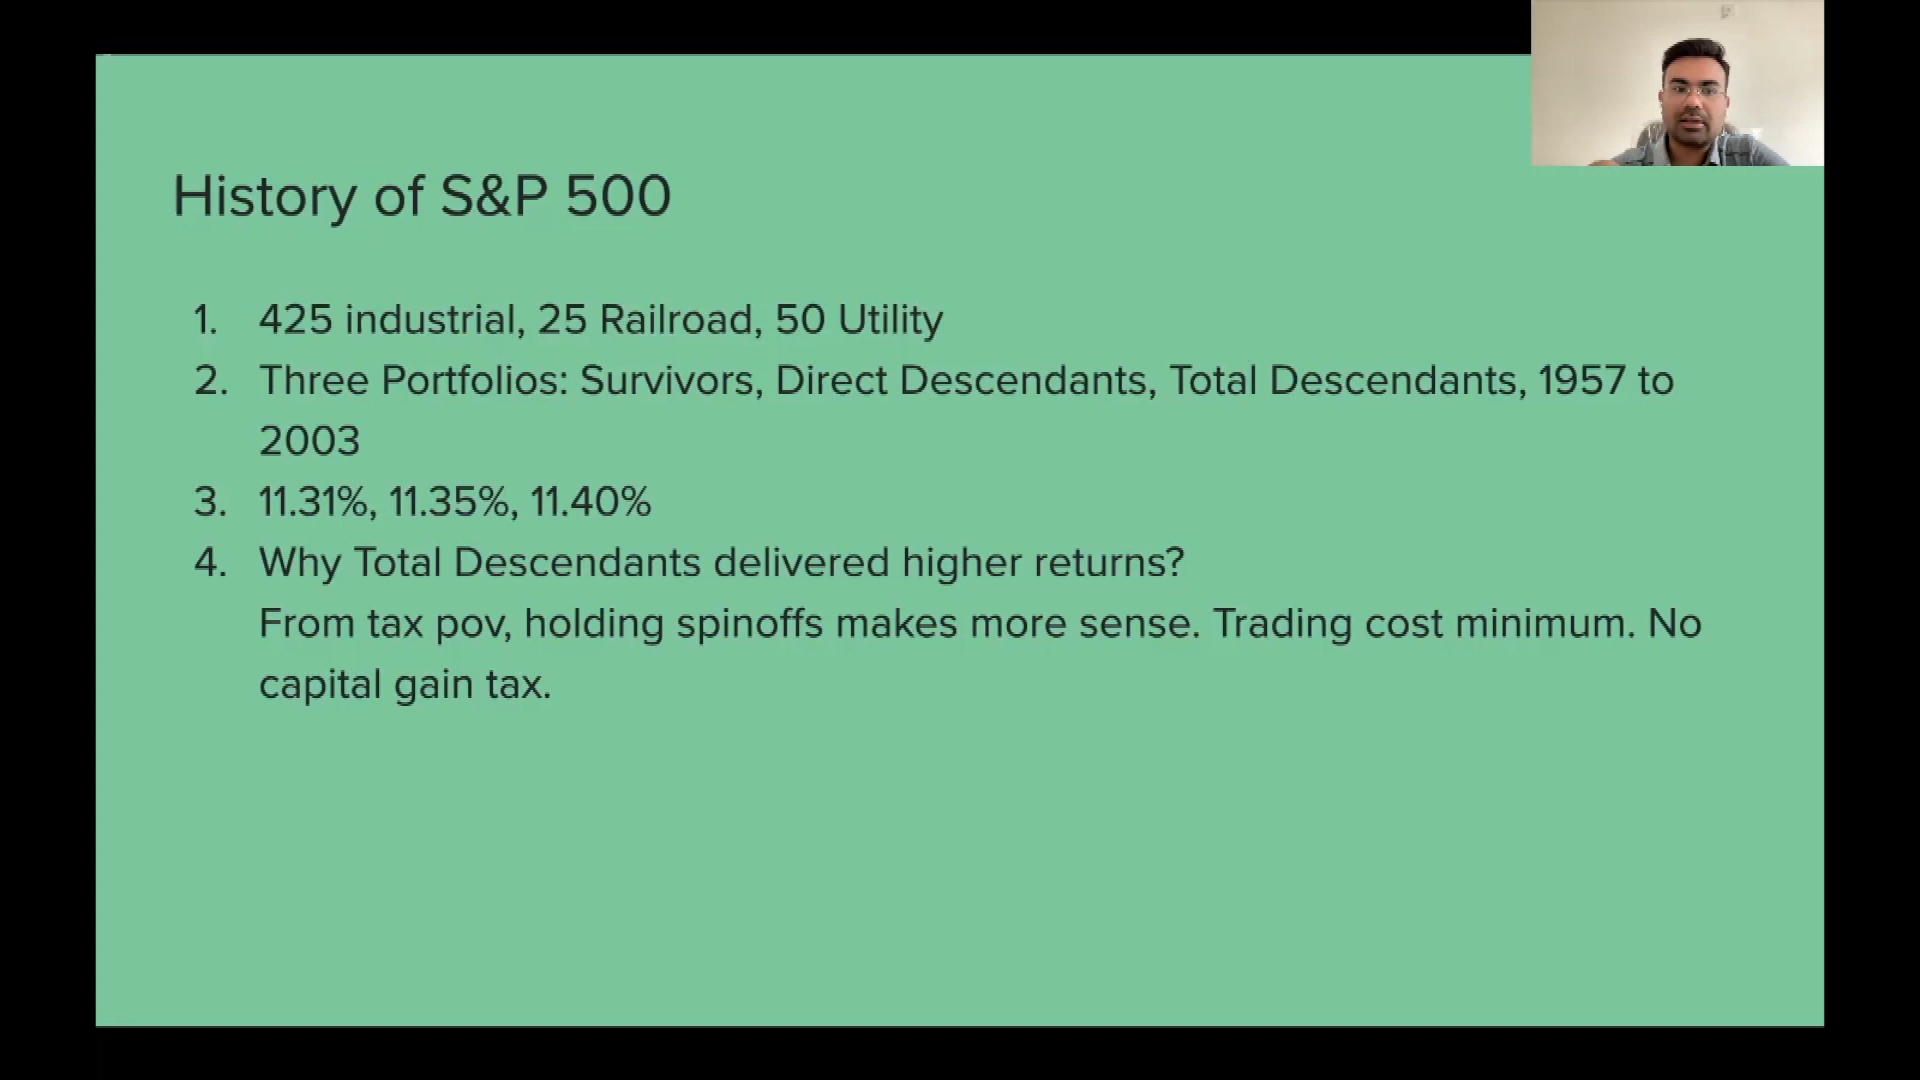 History of S&P 500
1. 425 industrial, 25 Railroad, 50 Utility
2. Three Portfolios: Survivors, Direct Descendants, Total Descendants, 1957 to
2003
3. 11.31%, 11.35%, 11.40%
4. Why Total Descendants delivered higher returns?
From tax pov, holding spinoffs makes more sense. Trading cost minimum. No
capital gain tax.